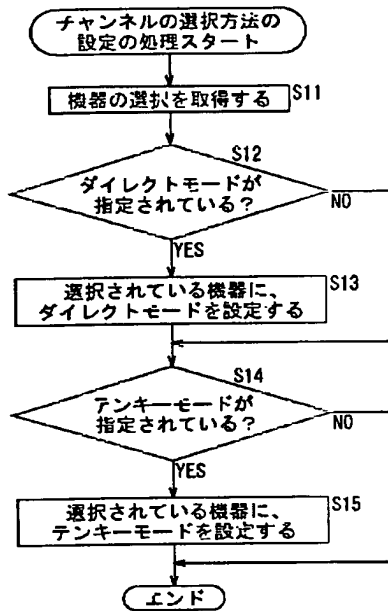 チャンネルの選択方法の
設定の処理スタート
機器の選択を取得する
S11
S12
ダイレクトモードが
指定されている?
NO
YES
S13
選択されている機器に、
ダイレクトモードを設定する
S14
テンキーモードが
指定されている?
NO
YES
S15
選択されている機器に、
テンキーモードを設定する
エンド